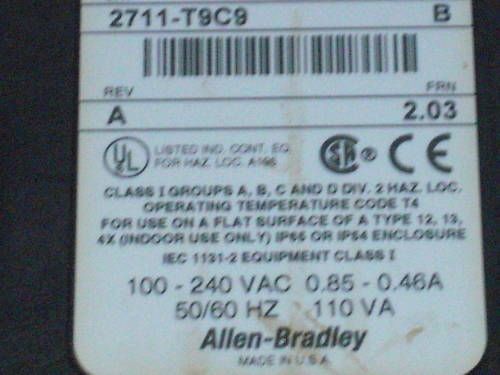 2711-T9C9 B
REV FRN
A 2.03
UL LISTED IND. CONT. EQ.
FOR HAZ. LOC. A196
SA ® CE
CLASS I GROUPS A, B, C AND D DIV. 2 HAZ. LOC.
OPERATING TEMPERATURE CODE T4
FOR USE ON A FLAT SURFACE OF A TYPE 12, 13,
4X (INDOOR USE ONLY) IP65 OR IP54 ENCLOSURE
IEC 1131-2 EQUIPMENT CLASS I
100 - 240 VAC 0.85 - 0.46A
50/60 HZ 110 VA
Allen-Bradley
MADE IN U.S.A.